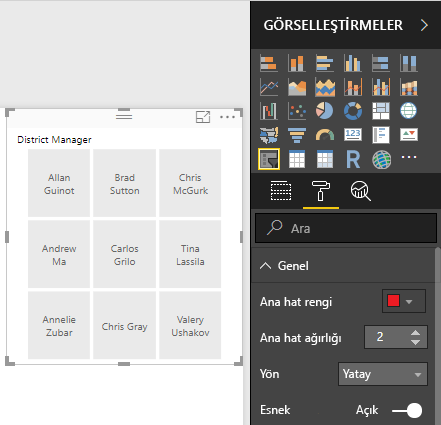 District Manager
Allan
Guinot
Brad
Sutton
Chris
McGurk
Andrew
Ma
Carlos
Grilo
Tina
Lassila
Annelie
Zubar
Chris Gray
Valery
Ushakov
GÖRSELLEŞTİRMELER
123
R
Ara
Genel
Ana hat rengi
Ana hat ağırlığı
2
Yön
Yatay
Esnek
Açık